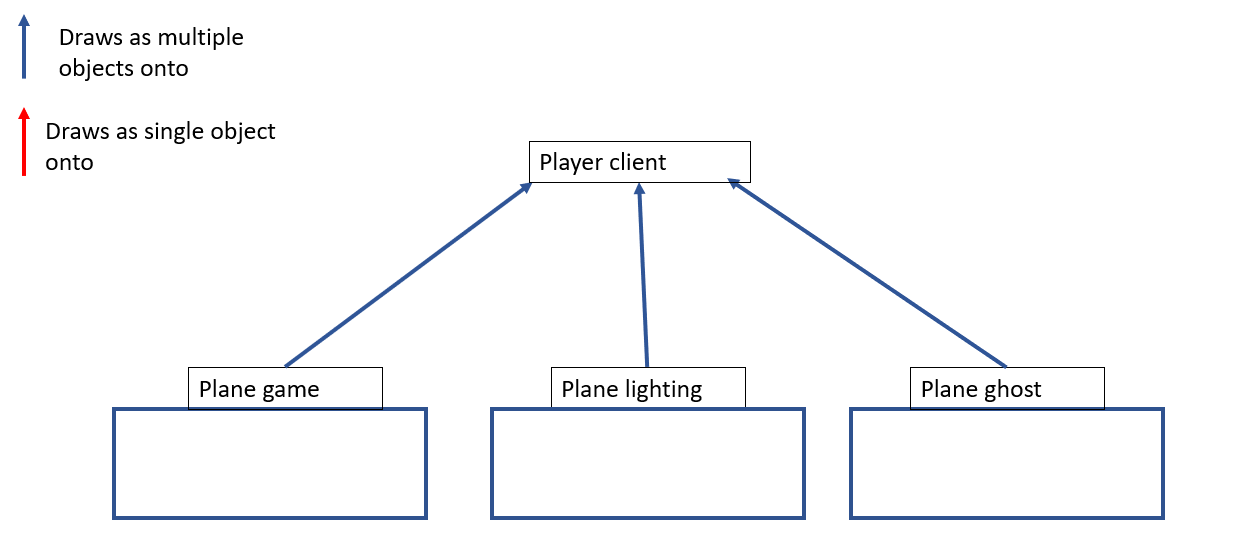 Draws as multiple
objects onto
Draws as single object
onto
Player client
Plane game
Plane lighting
Plane ghost